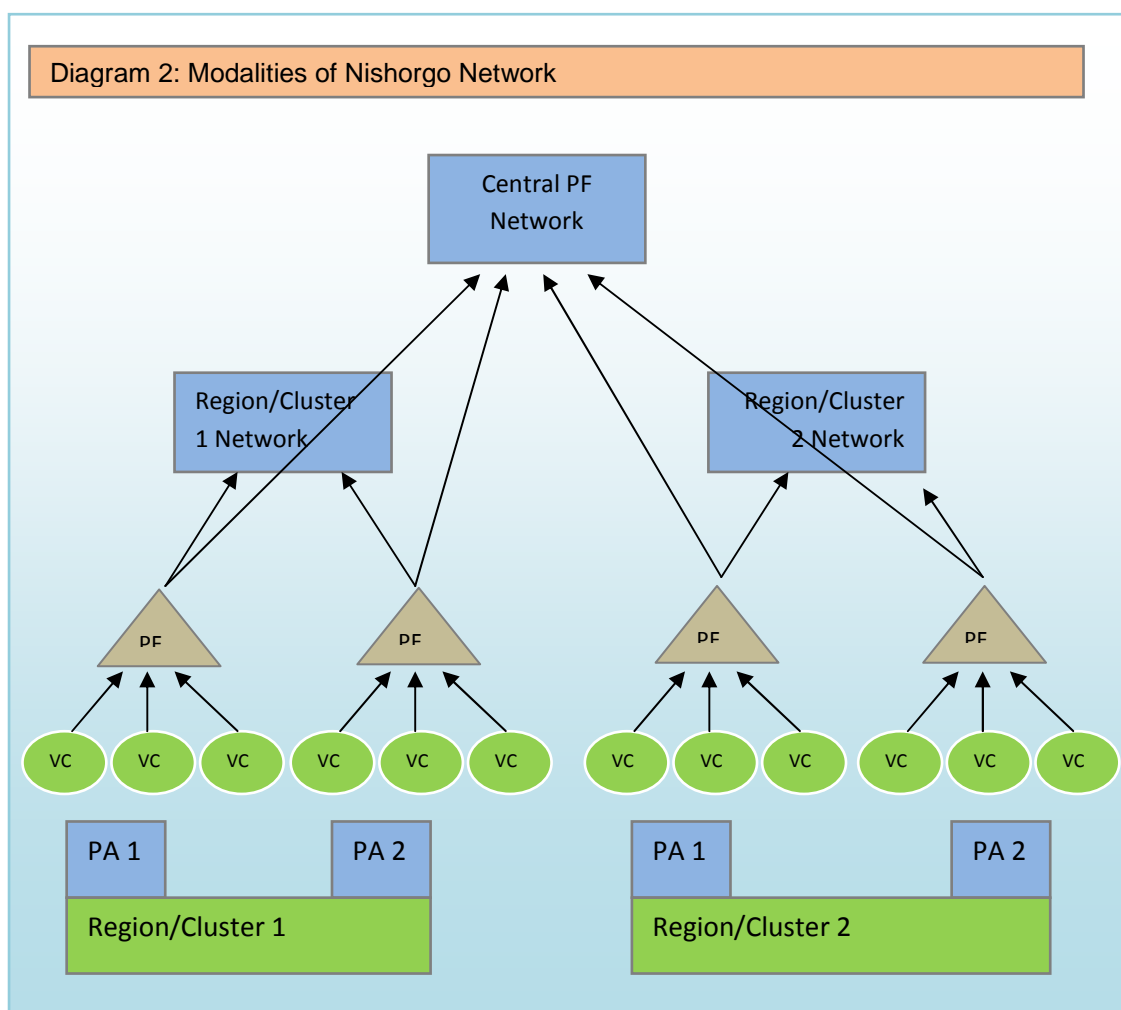 Diagram 2: Modalities of Nishorgo Network
Central PF
Network
Region/Cluster
1 Network
Region/Cluster
2 Network
PF
PF
PF
PF
VC
VC
VC
VC
VC
VC
VC
VC
VC
VC
VC
VC
PA 1
PA 2
PA 1
PA 2
Region/Cluster 1
Region/Cluster 2